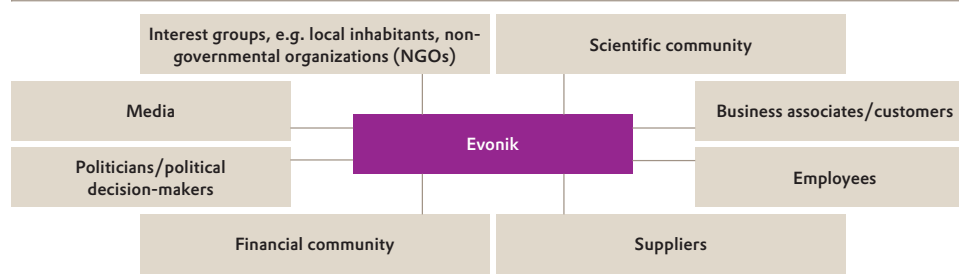 Interest groups, e.g. local inhabitants, non-
governmental organizations (NGOs)
Scientific community
Media
Business associates/customers
Evonik
Politicians/political
decision-makers
Employees
Financial community
Suppliers